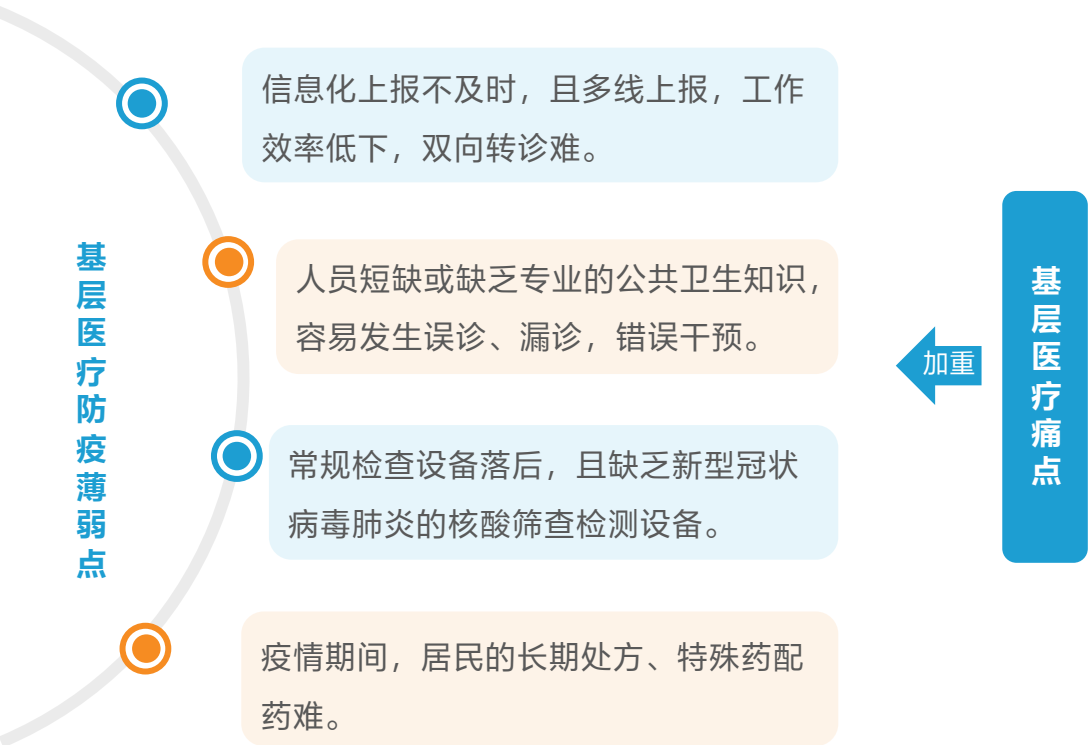 信息化上报不及时，且多线上报，工作
效率低下，双向转诊难。
基层医疗防疫薄弱点
人员短缺或缺乏专业的公共卫生知识，
容易发生误诊、漏诊，错误干预。
加重
基层医疗痛点
常规检查设备落后，且缺乏新型冠状
病毒肺炎的核酸筛查检测设备。
疫情期间，居民的长期处方、特殊药配
药难。